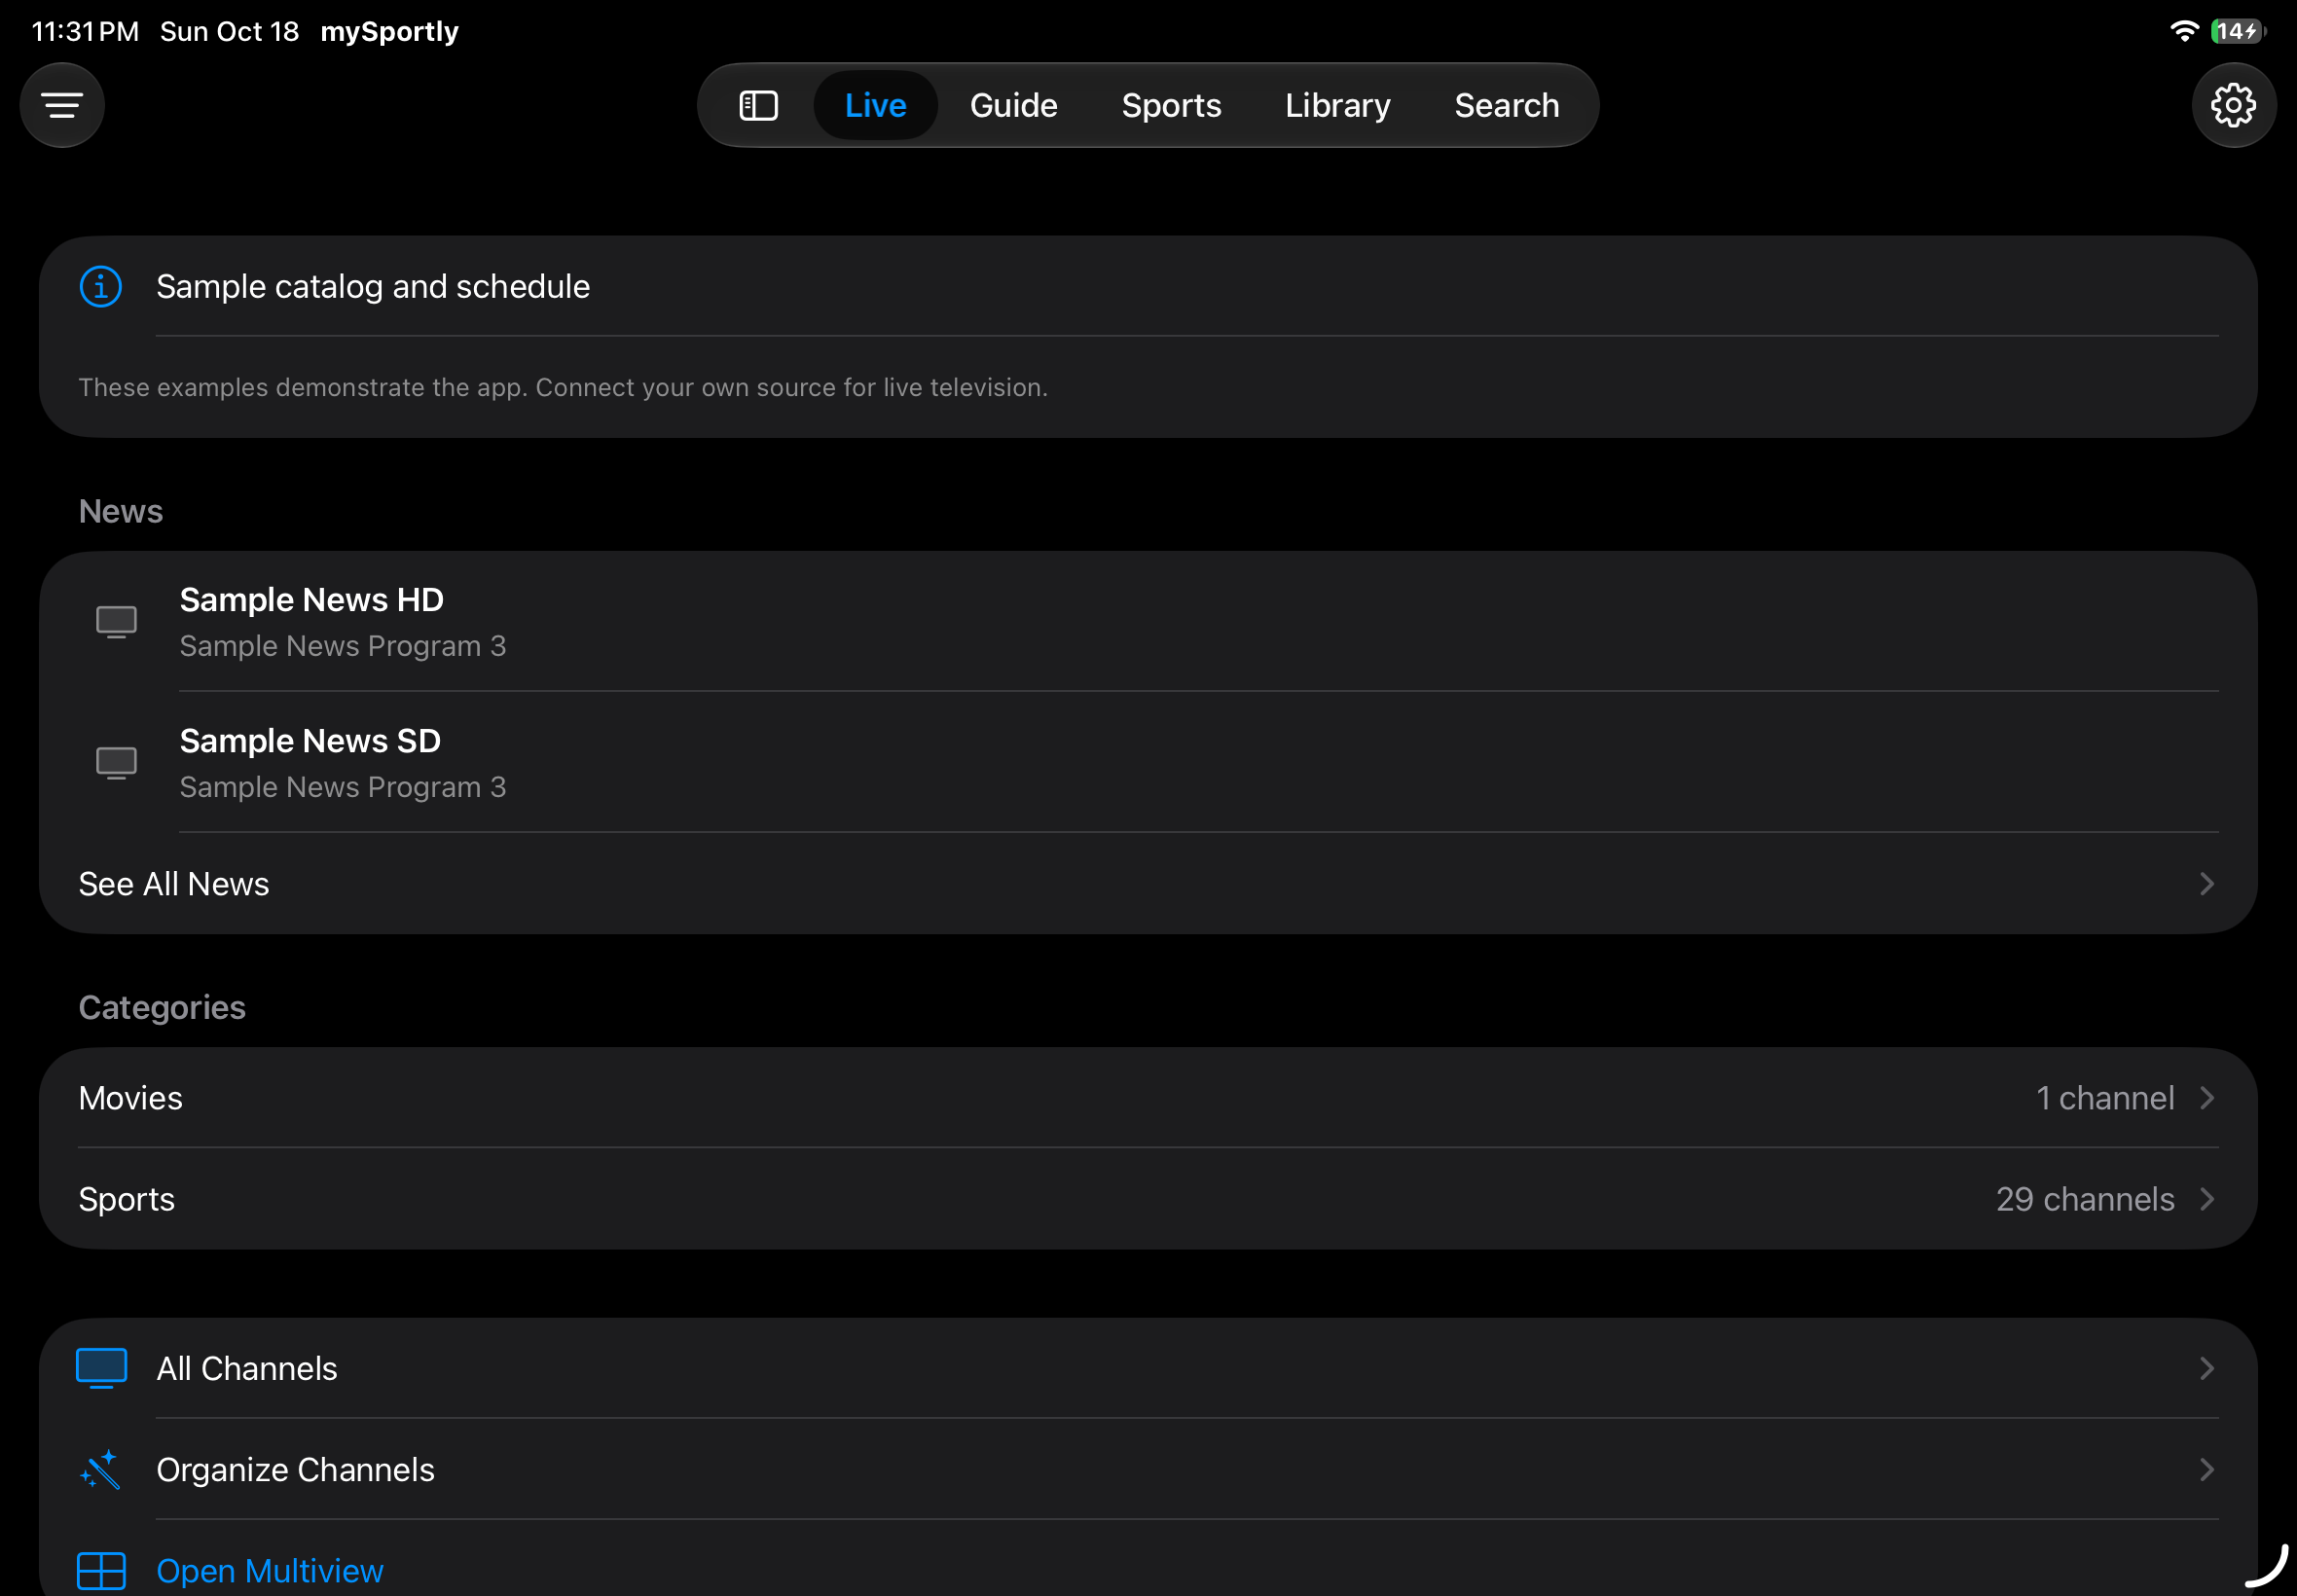 11:31 PM Sun Oct 18 mySportly
14
Live Guide Sports Library Search
Sample catalog and schedule
These examples demonstrate the app. Connect your own source for live television.
News
Sample News HD
Sample News Program 3
Sample News SD
Sample News Program 3
See All News
Categories
Movies 1 channel
Sports 29 channels
All Channels
Organize Channels
Open Multiview